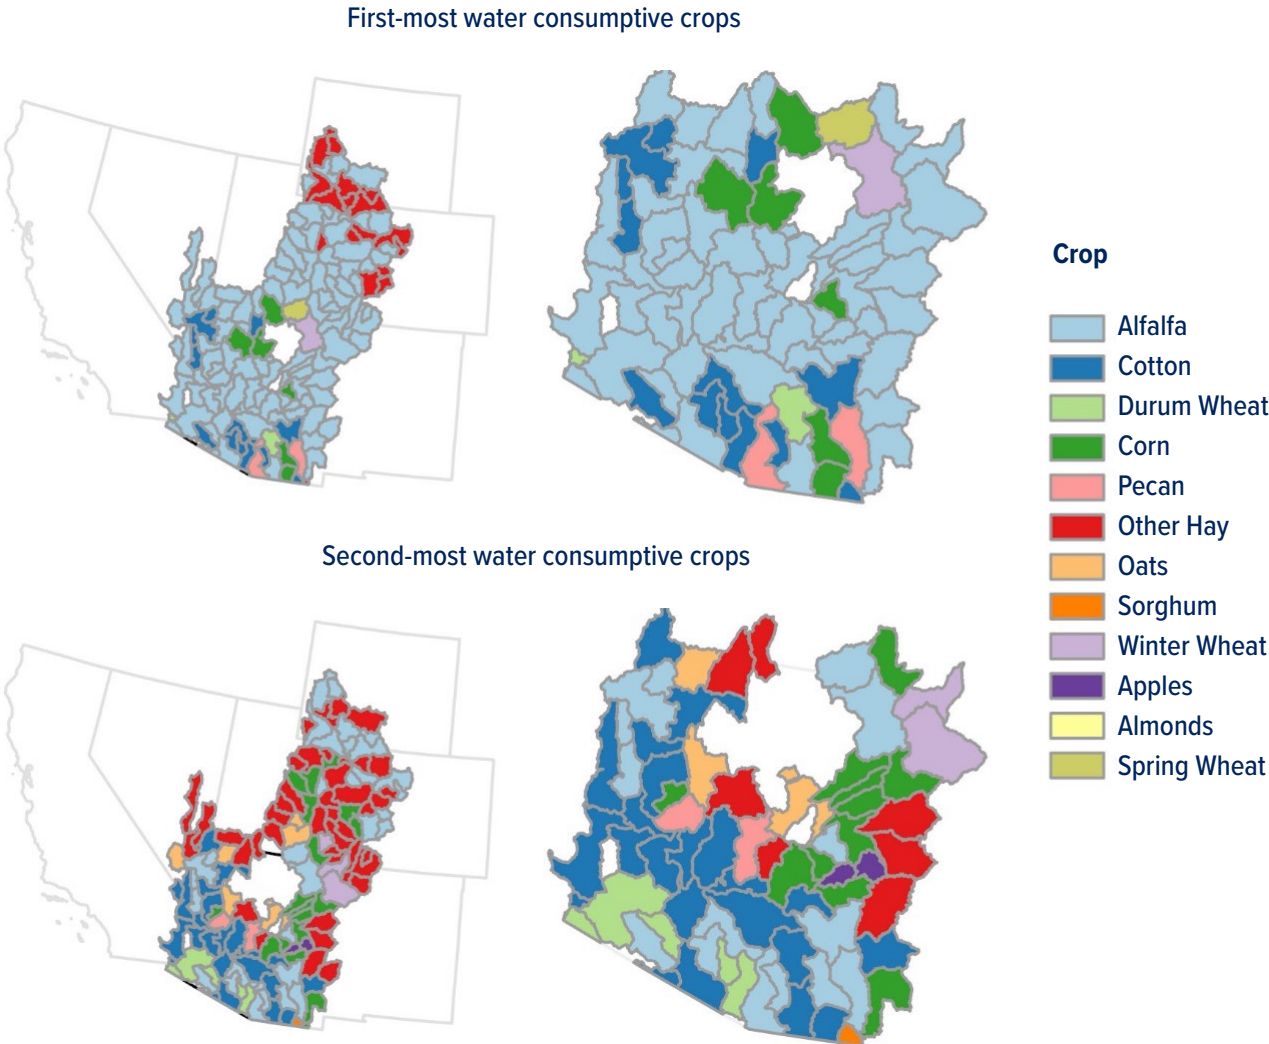 First-most water consumptive crops
Crop
Alfalfa
Cotton
Durum Wheat
Corn
Pecan
Other Hay
Oats
Sorghum
Winter Wheat
Apples
Almonds
Spring Wheat
Second-most water consumptive crops